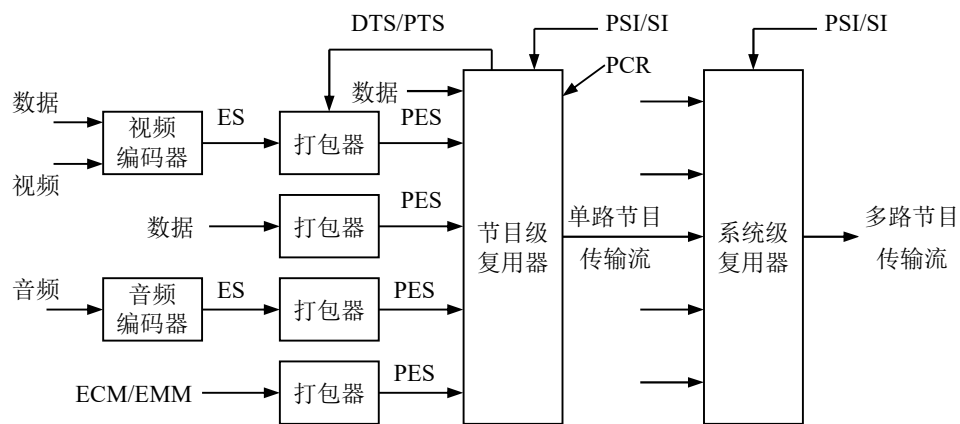 DTS/PTS
PSI/SI
PSI/SI
PCR
数据
数据
ES
PES
视频
编码器
打包器
视频
PES
数据
打包器
节目级
复用器
单路节目
传输流
系统级
复用器
多路节目
传输流
音频
ES
PES
音频
编码器
打包器
PES
ECM/EMM
打包器